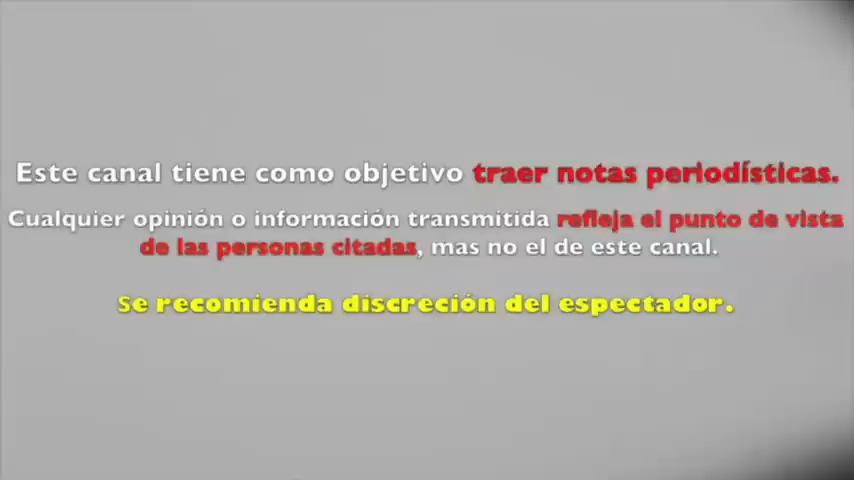 Este canal tiene como objetivo traer notas periodísticas.
Cualquier opinión o información transmitida refleja el punto de vista
de las personas citadas, mas no el de este canal.
Se recomienda discreción del espectador.